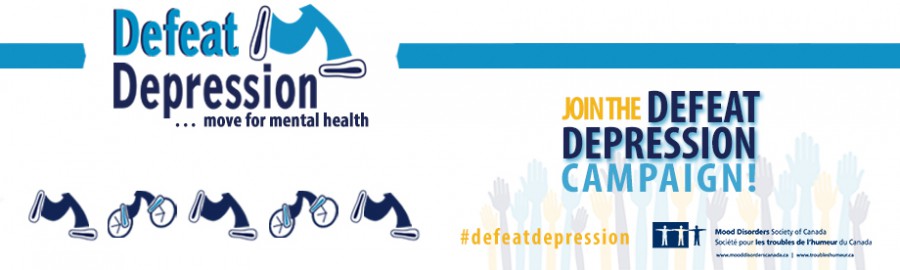 Defeat
Depression
... move for mental health
JOIN THE DEFEAT
DEPRESSION
CAMPAIGN!
#defeatdepression
Mood Disorders Society of Canada
Société pour les troubles de l'humeur du Canada
www.mooddisorderscanada.ca | www.troubleshumeur.ca